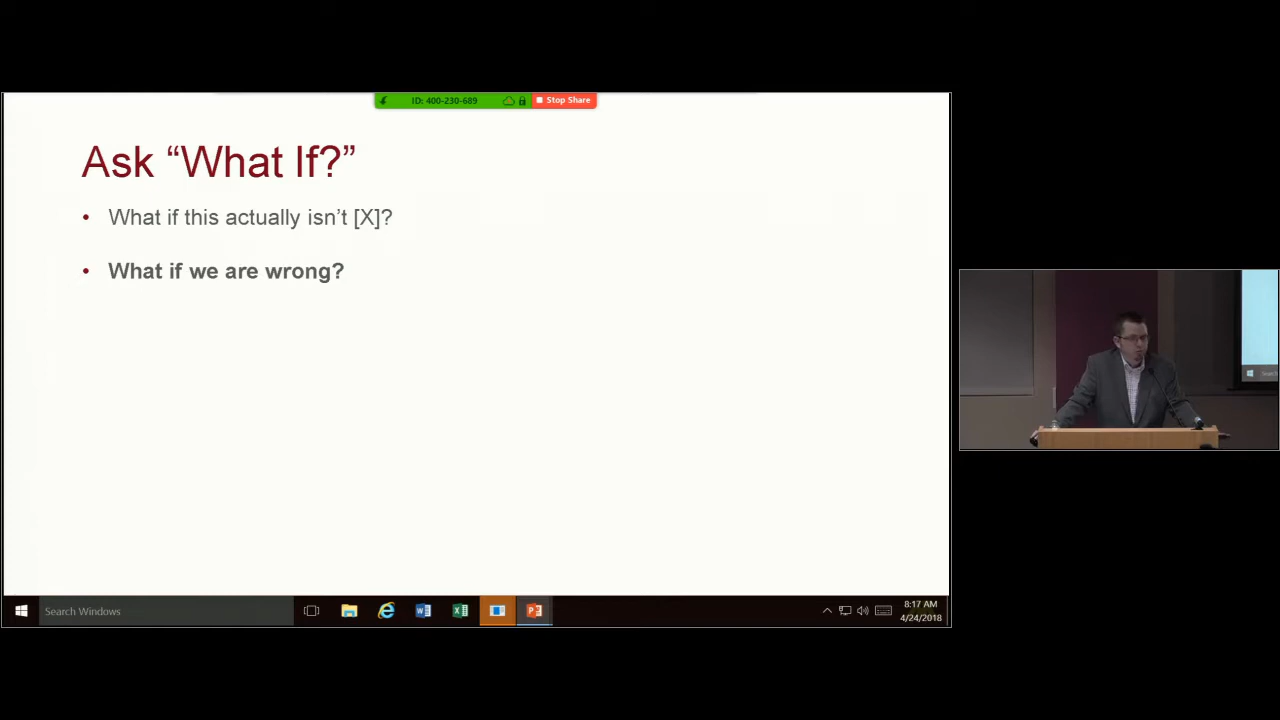 ID: 400-230-689
Stop Share
Ask “What If?”
• What if this actually isn’t [X]?
• What if we are wrong?
Search Windows
8:17 AM
4/24/2018